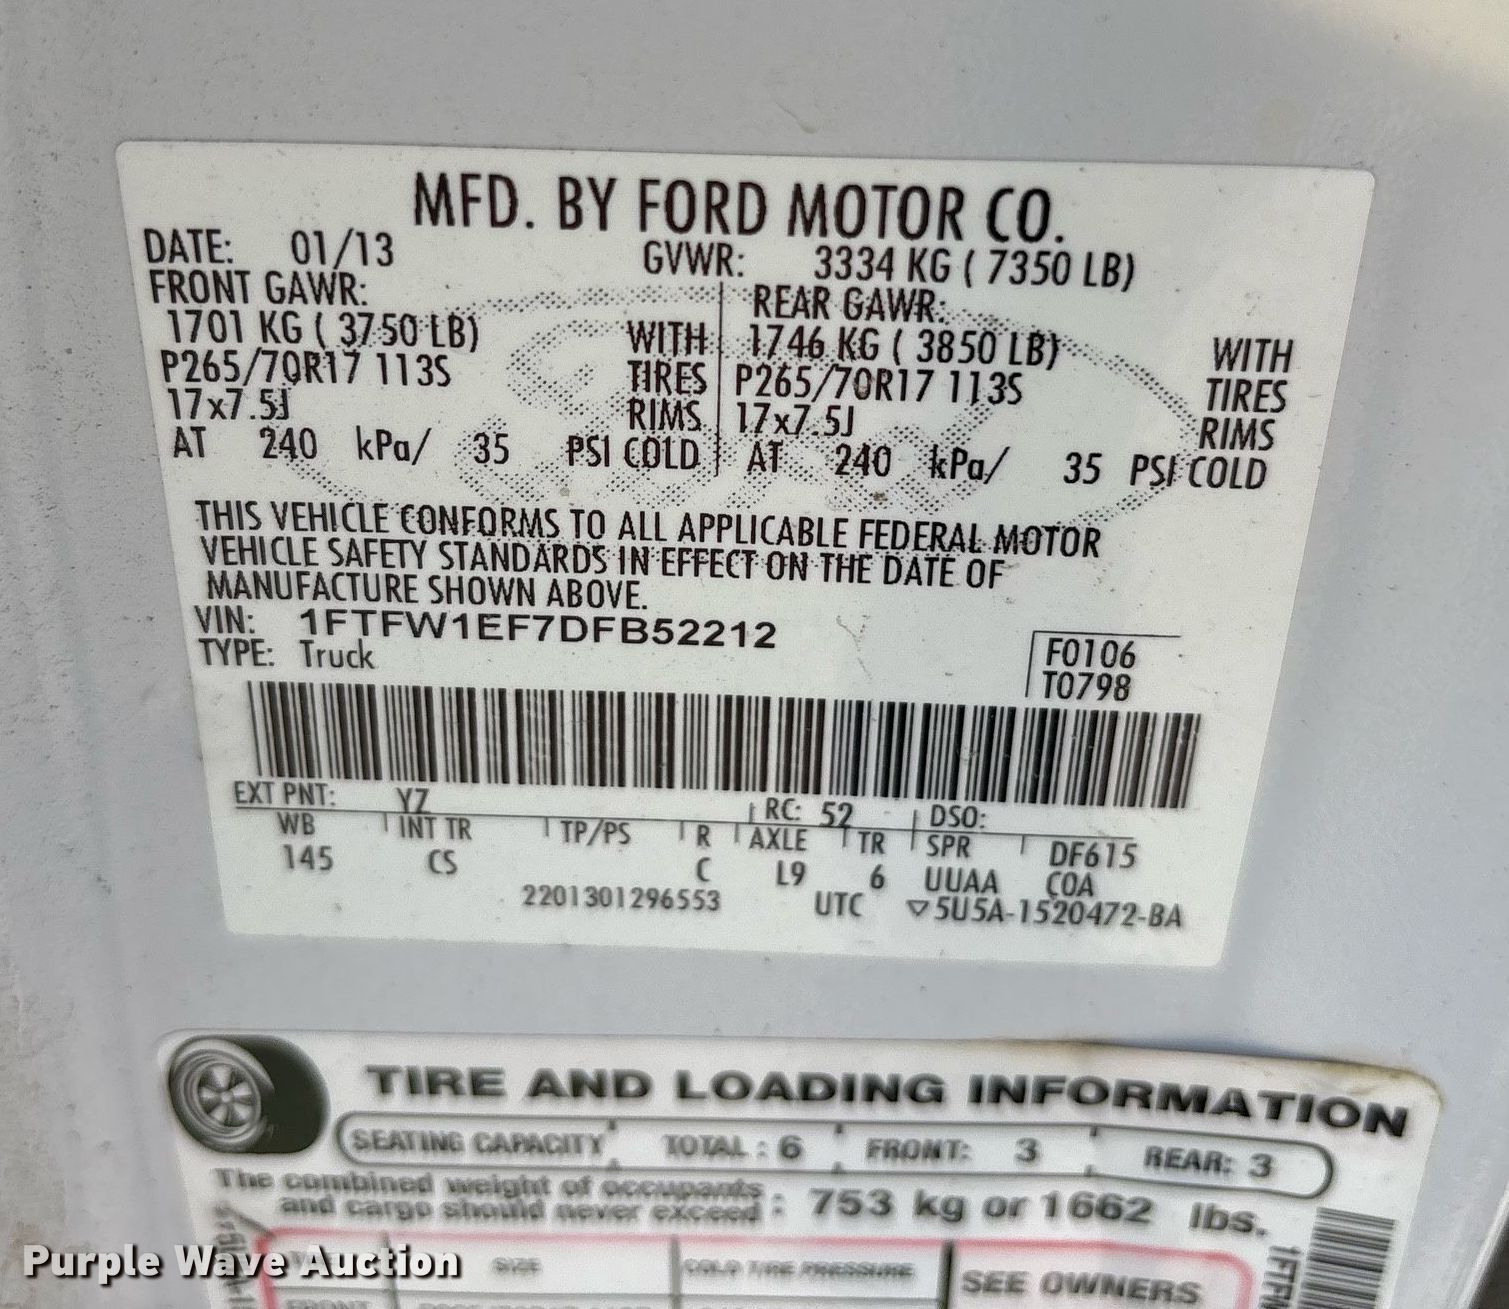 MFD. BY FORD MOTOR CO.
DATE: 01/13 GVWR: 3334 KG ( 7350 LB)
FRONT GAWR: REAR GAWR:
1701 KG ( 3750 LB) WITH 1746 KG ( 3850 LB) WITH
P265/70R17 113S TIRES P265/70R17 113S TIRES
17x7.5J RIMS 17x7.5J RIMS
AT 240 kPa/ 35 PSI COLD AT 240 kPa/ 35 PSI COLD
THIS VEHICLE CONFORMS TO ALL APPLICABLE FEDERAL MOTOR
VEHICLE SAFETY STANDARDS IN EFFECT ON THE DATE OF
MANUFACTURE SHOWN ABOVE.
VIN: 1FTFW1EF7DFB52212
TYPE: Truck
F0106
T0798
EXT PNT: YZ RC: 52 DSO:
WB INT TR TP/PS R AXLE TR SPR DF615
145 CS C L9 6 UUAA COA
2201301296553 UTC ▽5U5A-1520472-BA
TIRE AND LOADING INFORMATION
SEATING CAPACITY TOTAL : 6 FRONT: 3 REAR: 3
The combined weight of occupants
and cargo should never exceed : 753 kg or 1662 lbs.
SIZE COLD TIRE PRESSURE SEE OWNERS
FRONT
Purple Wave Auction